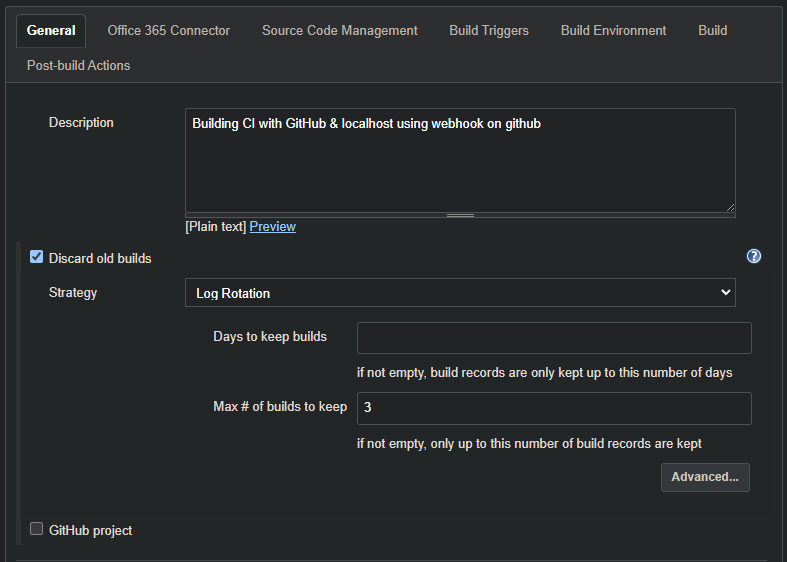 General Office 365 Connector Source Code Management Build Triggers Build Environment Build
Post-build Actions
Description Building CI with GitHub & localhost using webhook on github
[Plain text] Preview
Discard old builds ?
Strategy Log Rotation
Days to keep builds
if not empty, build records are only kept up to this number of days
Max # of builds to keep 3
if not empty, only up to this number of build records are kept
Advanced...
GitHub project